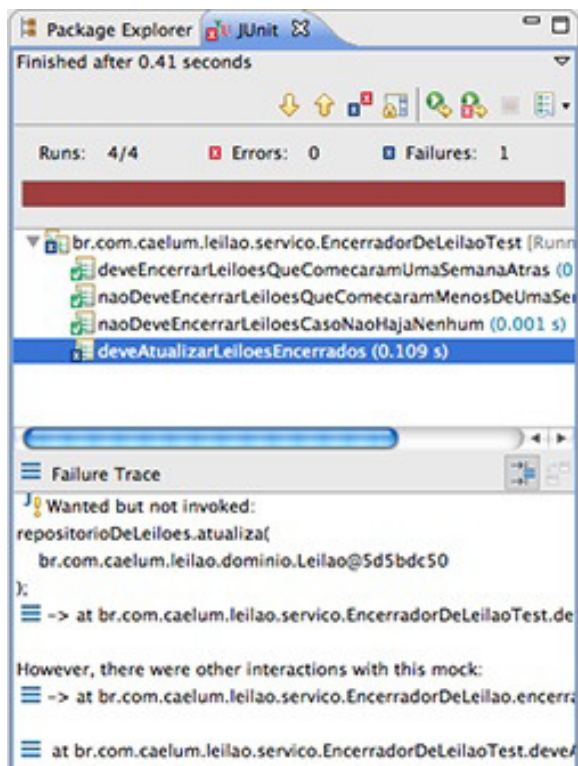 Package Explorer JUnit
Finished after 0.41 seconds
Runs: 4/4 Errors: 0 Failures: 1
br.com.caelum.leilao.servico.EncerradorDeLeilaoTest [Runn
deveEncerrarLeiloesQueComecaramUmaSemanaAtras (0
naoDeveEncerrarLeiloesQueComecaramMenosDeUmaSe
naoDeveEncerrarLeiloesCasoNaoHajaNenhum (0.001 s)
deveAtualizarLeiloesEncerrados (0.109 s)
Failure Trace
Wanted but not invoked:
repositorioDeLeiloes.atualiza(
br.com.caelum.leilao.dominio.Leilao@5d5bdc50
);
-> at br.com.caelum.leilao.servico.EncerradorDeLeilaoTest.de
However, there were other interactions with this mock:
-> at br.com.caelum.leilao.servico.EncerradorDeLeilao.encerra
at br.com.caelum.leilao.servico.EncerradorDeLeilaoTest.deveA